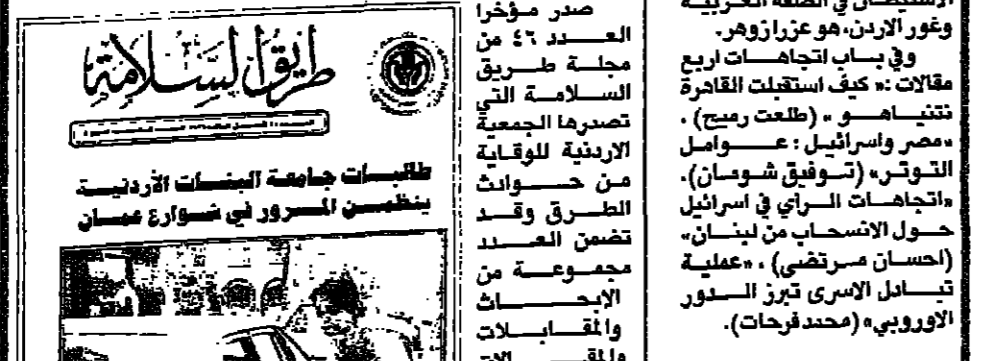 الاستيطان في الضفة الغربية
وغور الاردن، هو عزرا زوهر.
وفي باب اتجاهات اربع
مقالات: «كيف استقبلت القاهرة
نتنياهو» (طلعت رميح)،
«مصر واسرائيل: عوامل
التوتر» (توفيق شومان)،
«اتجاهات الرأي في اسرائيل
حول الانسحاب من لبنان»
(احسان مرتضى)، «عملية
تبادل الاسرى تبرز الدور
الاوروبي» (محمد فرحات).
صدر مؤخرا
العدد ٤٦ من
مجلة طريق
السلامة التي
تصدرها الجمعية
الاردنية للوقاية
من حوادث
الطرق وقد
تضمن العدد
مجموعة من
الابحاث
والمقابلات
طريق السلامة
طالبات جامعة البنات الأردنية
ينظمن المرور في شوارع عمان